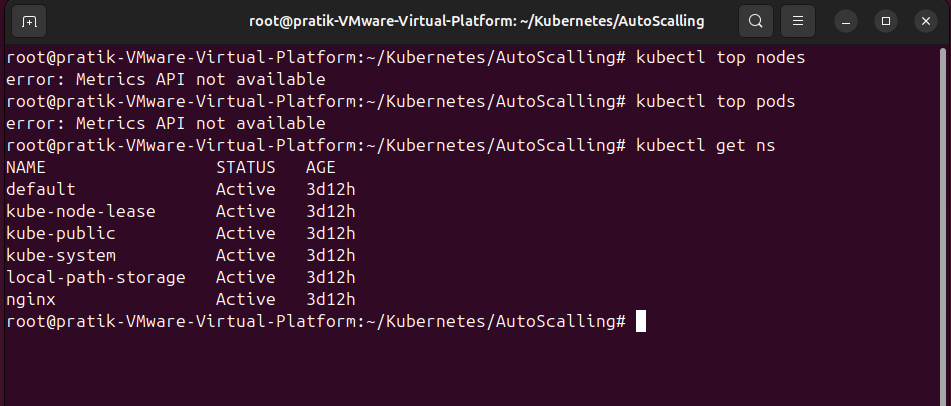 root@pratik-VMware-Virtual-Platform: ~/Kubernetes/AutoScalling
root@pratik-VMware-Virtual-Platform:~/Kubernetes/AutoScalling# kubectl top nodes
error: Metrics API not available
root@pratik-VMware-Virtual-Platform:~/Kubernetes/AutoScalling# kubectl top pods
error: Metrics API not available
root@pratik-VMware-Virtual-Platform:~/Kubernetes/AutoScalling# kubectl get ns
NAME                 STATUS   AGE
default              Active   3d12h
kube-node-lease      Active   3d12h
kube-public          Active   3d12h
kube-system          Active   3d12h
local-path-storage   Active   3d12h
nginx                Active   3d12h
root@pratik-VMware-Virtual-Platform:~/Kubernetes/AutoScalling#